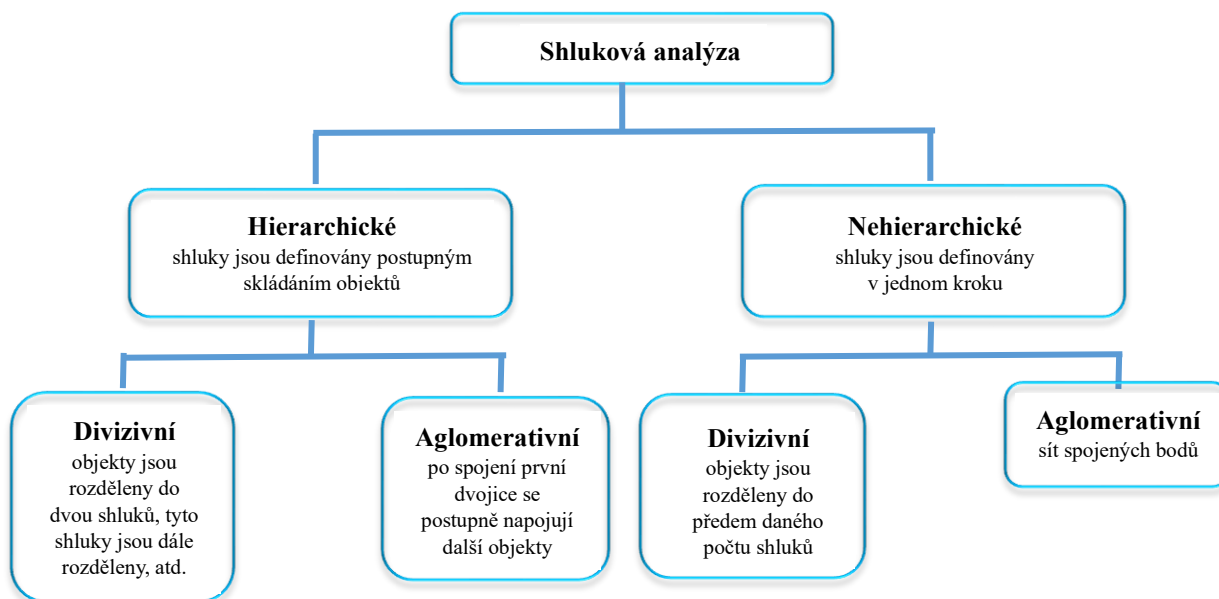 Shluková analýza
Hierarchické
shluky jsou definovány postupným
skládáním objektů
Nehierarchické
shluky jsou definovány
v jednom kroku
Divizivní
objekty jsou
rozděleny do
dvou shluků, tyto
shluky jsou dále
rozděleny, atd.
Aglomerativní
po spojení první
dvojice se
postupně napojují
další objekty
Divizivní
objekty jsou
rozděleny do
předem daného
počtu shluků
Aglomerativní
sít spojených bodů